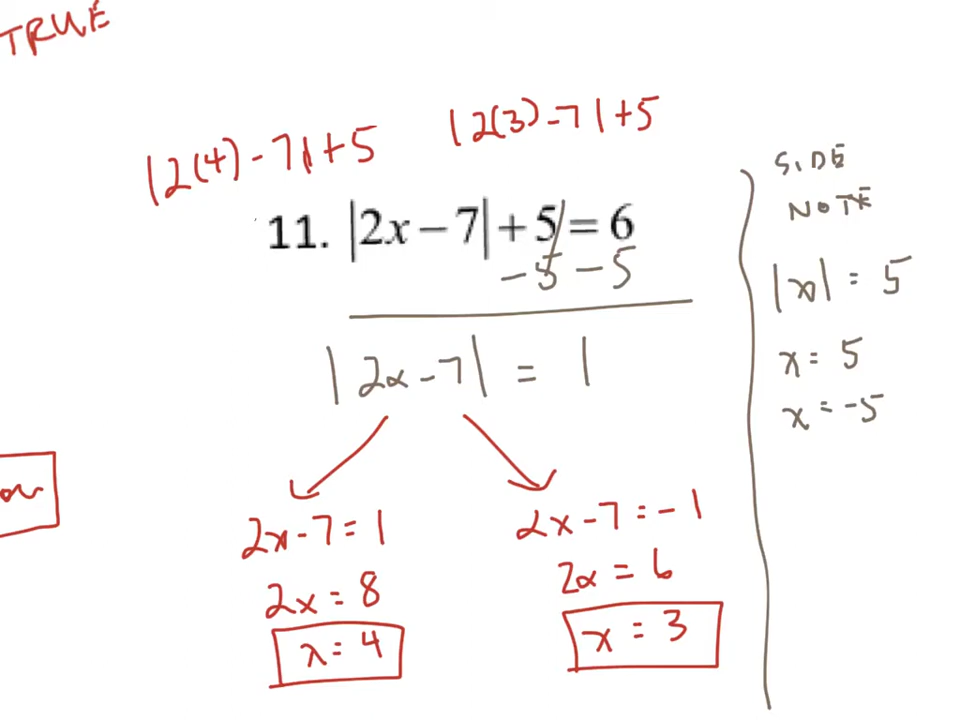 TRUE
|2(4) - 7| + 5
|2(3) - 7| + 5
11. |2x − 7| + 5 = 6
- 5 - 5
|2x - 7| = 1
2x - 7 = 1
2x = 8
x = 4
2x - 7 = -1
2x = 6
x = 3
SIDE
NOTE
|x| = 5
x = 5
x = -5